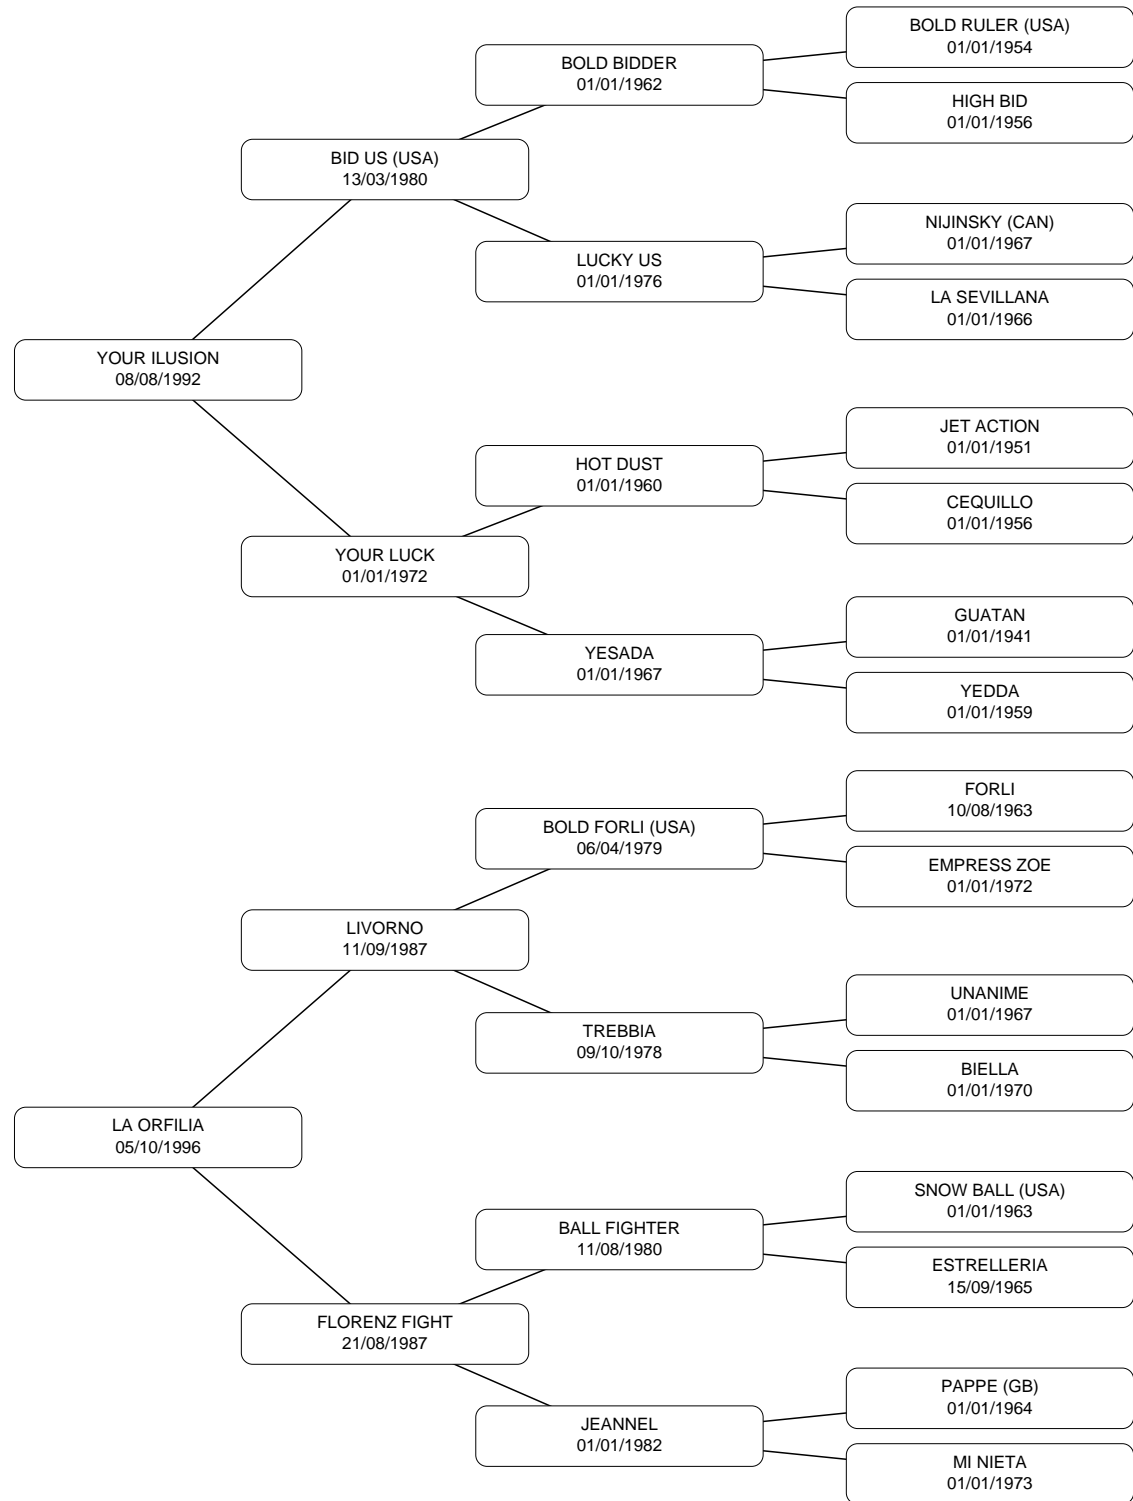 BOLD RULER (USA)
01/01/1954
BOLD BIDDER
01/01/1962
HIGH BID
01/01/1956
BID US (USA)
13/03/1980
NIJINSKY (CAN)
01/01/1967
LUCKY US
01/01/1976
LA SEVILLANA
01/01/1966
YOUR ILUSION
08/08/1992
JET ACTION
01/01/1951
HOT DUST
01/01/1960
CEQUILLO
01/01/1956
YOUR LUCK
01/01/1972
GUATAN
01/01/1941
YESADA
01/01/1967
YEDDA
01/01/1959
FORLI
10/08/1963
BOLD FORLI (USA)
06/04/1979
EMPRESS ZOE
01/01/1972
LIVORNO
11/09/1987
UNANIME
01/01/1967
TREBBIA
09/10/1978
BIELLA
01/01/1970
LA ORFILIA
05/10/1996
SNOW BALL (USA)
01/01/1963
BALL FIGHTER
11/08/1980
ESTRELLERIA
15/09/1965
FLORENZ FIGHT
21/08/1987
PAPPE (GB)
01/01/1964
JEANNEL
01/01/1982
MI NIETA
01/01/1973